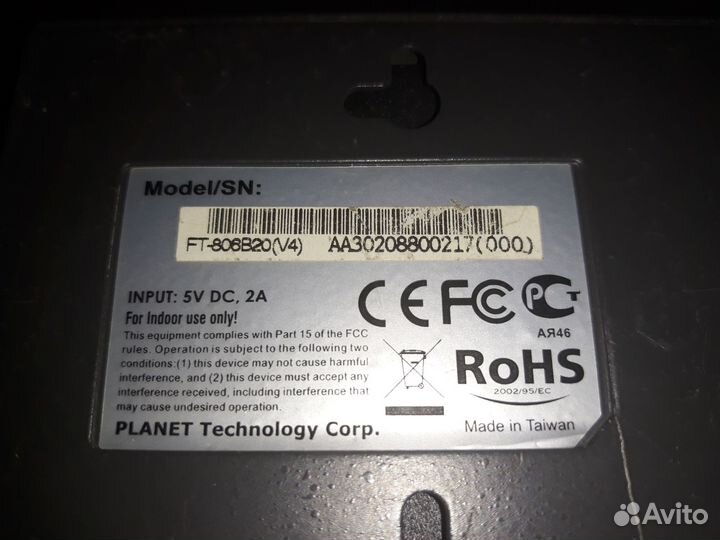 Model/SN:
FT-806B20(V4) AA30208800217(000)
INPUT: 5V DC, 2A
For Indoor use only!
This equipment complies with Part 15 of the FCC
rules. Operation is subject to the following two
conditions:(1) this device may not cause harmful
interference, and (2) this device must accept any
interference received, including interference that
may cause undesired operation.
PLANET Technology Corp.
CE FC PCT
АЯ46
RoHS
2002/95/EC
Made in Taiwan
Avito